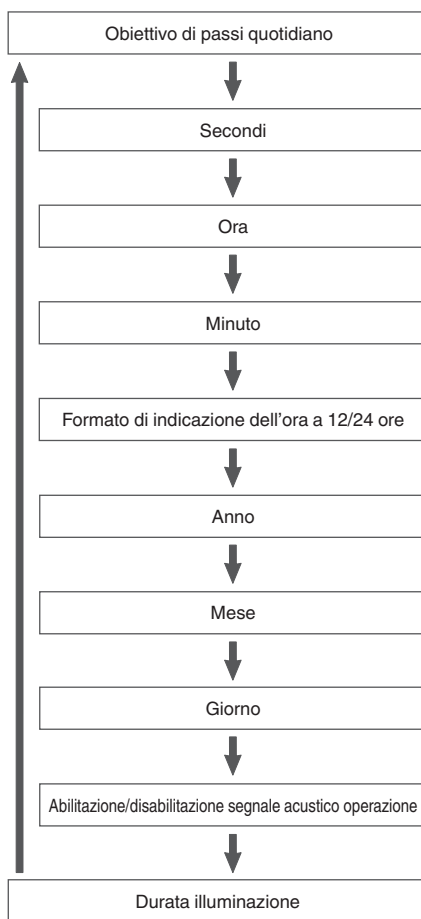 Obiettivo di passi quotidiano
Secondi
Ora
Minuto
Formato di indicazione dell'ora a 12/24 ore
Anno
Mese
Giorno
Abilitazione/disabilitazione segnale acustico operazione
Durata illuminazione